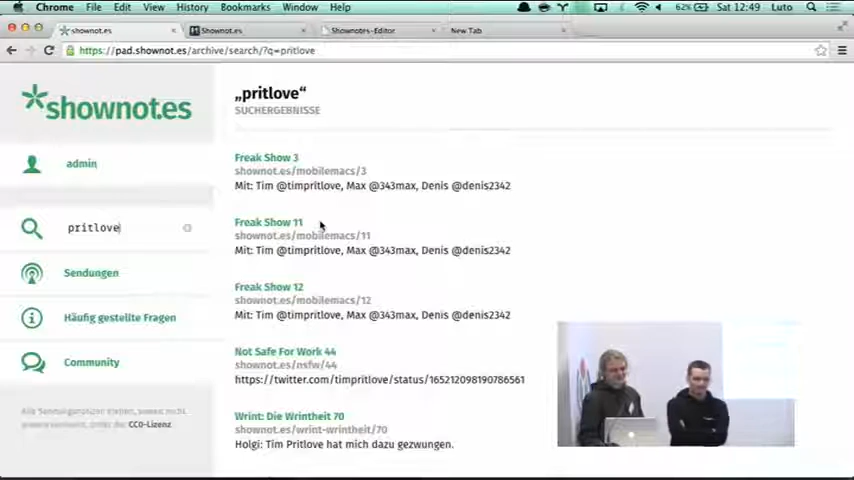 Chrome File Edit View History Bookmarks Window Help
62% Sat 12:49 Luto
shownot.es
Shownot.es
Shownotes-Editor
New Tab
https://pad.shownot.es/archive/search/?q=pritlove
shownot.es
admin
pritlove
Sendungen
Häufig gestellte Fragen
Community
CC0-Lizenz
„pritlove“
SUCHERGEBNISSE
Freak Show 3
shownot.es/mobilemacs/3
Mit: Tim @timpritlove, Max @343max, Denis @denis2342
Freak Show 11
shownot.es/mobilemacs/11
Mit: Tim @timpritlove, Max @343max, Denis @denis2342
Freak Show 12
shownot.es/mobilemacs/12
Mit: Tim @timpritlove, Max @343max, Denis @denis2342
Not Safe For Work 44
shownot.es/nsfw/44
https://twitter.com/timpritlove/status/165212098190786561
Wrint: Die Wrintheit 70
shownot.es/wrint-wrintheit/70
Holgi: Tim Pritlove hat mich dazu gezwungen.